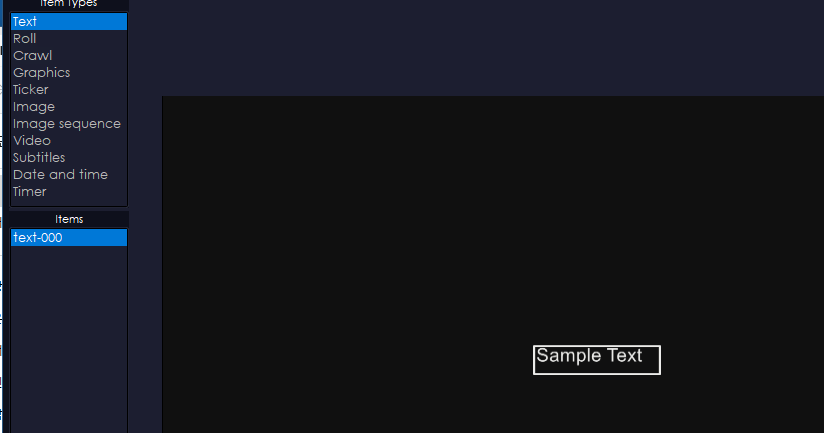 Item Types
Text
Roll
Crawl
Graphics
Ticker
Image
Image sequence
Video
Subtitles
Date and time
Timer
Items
text-000
Sample Text